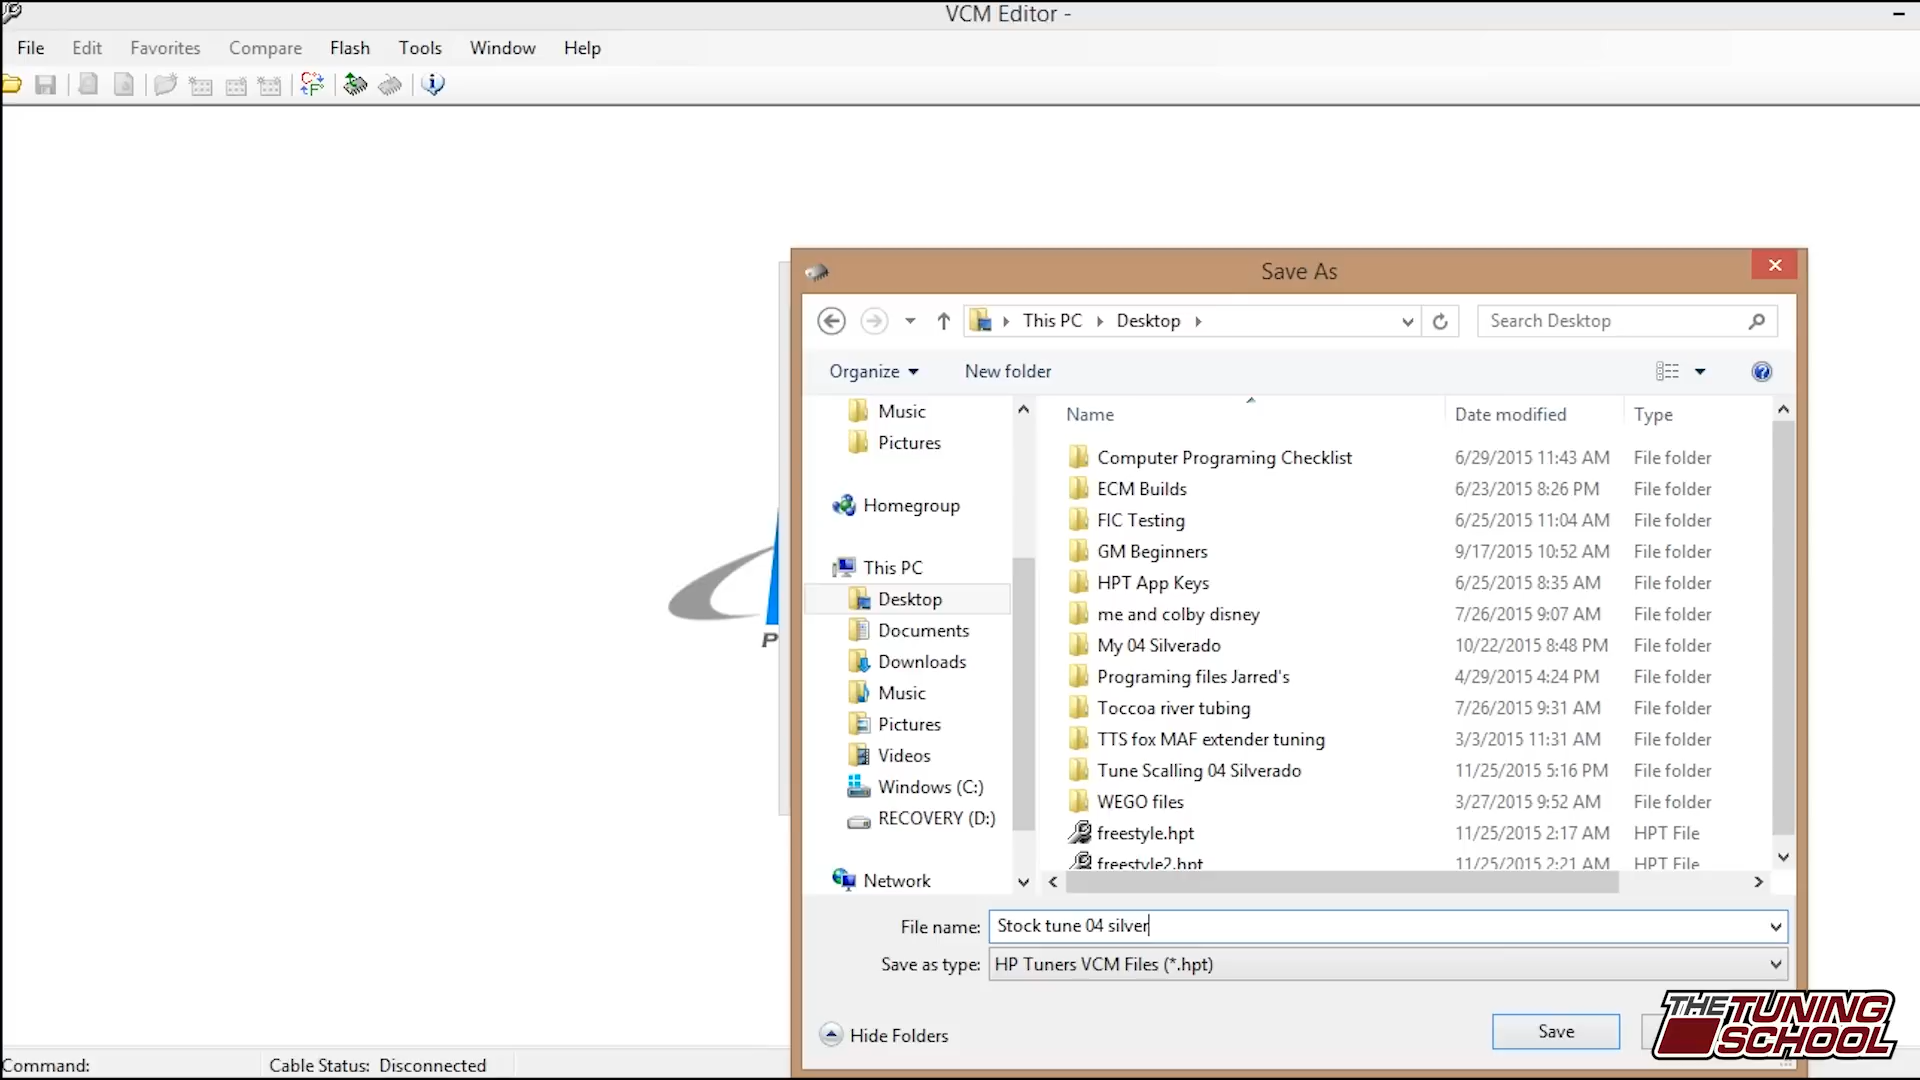 VCM Editor -
File Edit Favorites Compare Flash Tools Window Help
Save As
This PC Desktop Search Desktop
Organize New folder
Name Date modified Type
Music
Pictures
Homegroup
This PC
Desktop
Documents
Downloads
Music
Pictures
Videos
Windows (C:)
RECOVERY (D:)
Network
Computer Programing Checklist 6/29/2015 11:43 AM File folder
ECM Builds 6/23/2015 8:26 PM File folder
FIC Testing 6/25/2015 11:04 AM File folder
GM Beginners 9/17/2015 10:52 AM File folder
HPT App Keys 6/25/2015 8:35 AM File folder
me and colby disney 7/26/2015 9:07 AM File folder
My 04 Silverado 10/22/2015 8:48 PM File folder
Programing files Jarred's 4/29/2015 4:24 PM File folder
Toccoa river tubing 7/26/2015 9:31 AM File folder
TTS fox MAF extender tuning 3/3/2015 11:31 AM File folder
Tune Scalling 04 Silverado 11/25/2015 5:16 PM File folder
WEGO files 3/27/2015 9:52 AM File folder
freestyle.hpt 11/25/2015 2:17 AM HPT File
freestyle2.hpt 11/25/2015 2:21 AM HPT File
P
File name: Stock tune 04 silver
Save as type: HP Tuners VCM Files (*.hpt)
Hide Folders Save
THE TUNING
SCHOOL
Command: Cable Status: Disconnected